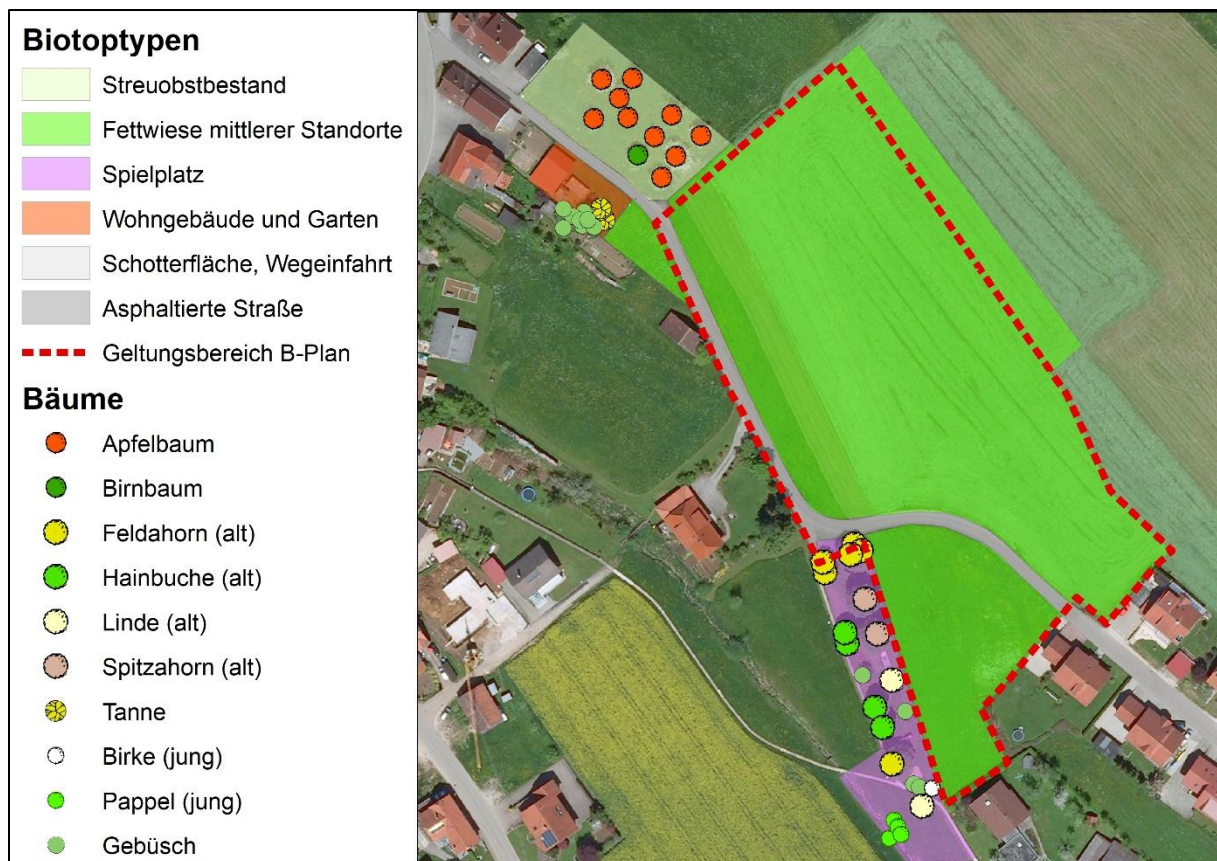 Biotoptypen
Streuobstbestand
Fettwiese mittlerer Standorte
Spielplatz
Wohngebäude und Garten
Schotterfläche, Wegeinfahrt
Asphaltierte Straße
Geltungsbereich B-Plan
Bäume
Apfelbaum
Birnbaum
Feldahorn (alt)
Hainbuche (alt)
Linde (alt)
Spitzahorn (alt)
Tanne
Birke (jung)
Pappel (jung)
Gebüsch